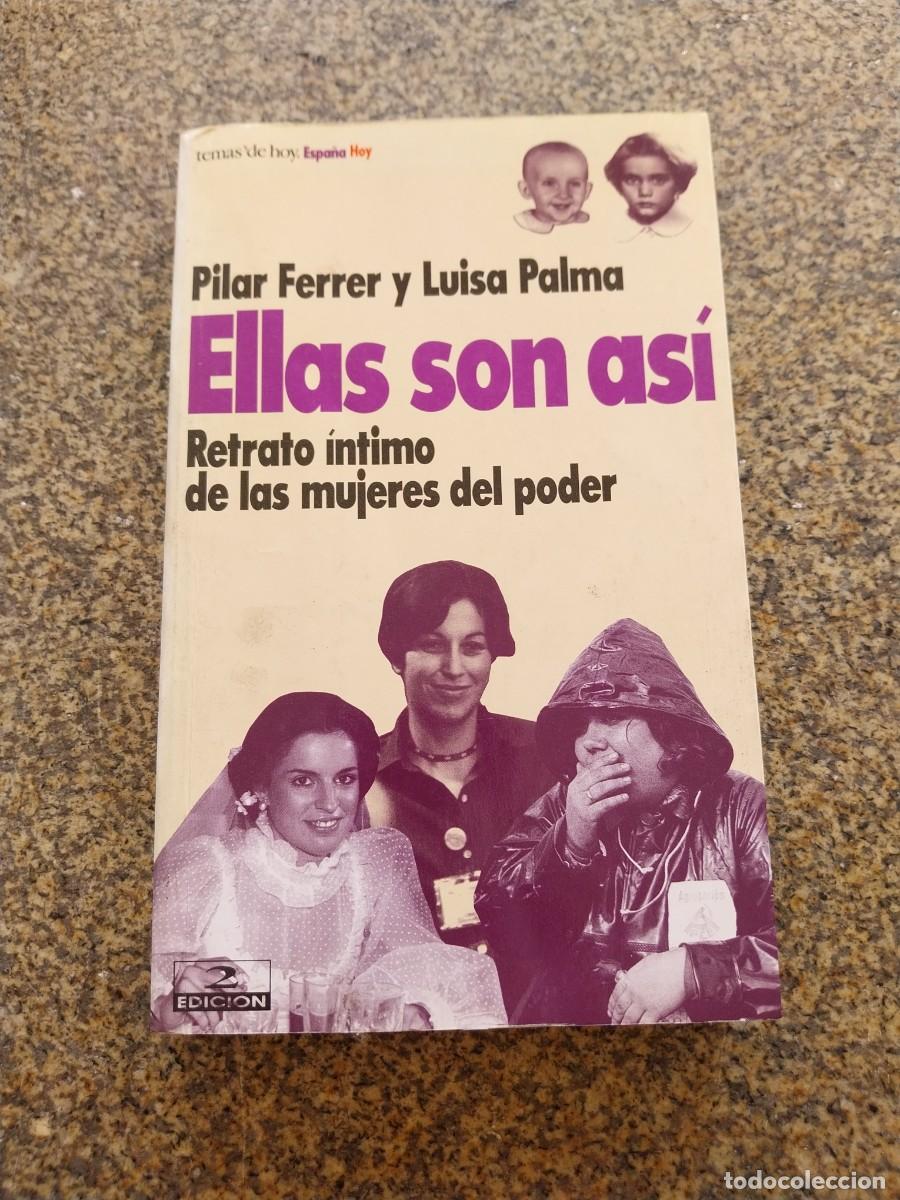 temas'de hoy. España Hoy
Pilar Ferrer y Luisa Palma
Ellas son así
Retrato íntimo
de las mujeres del poder
2
EDICION
todocoleccion